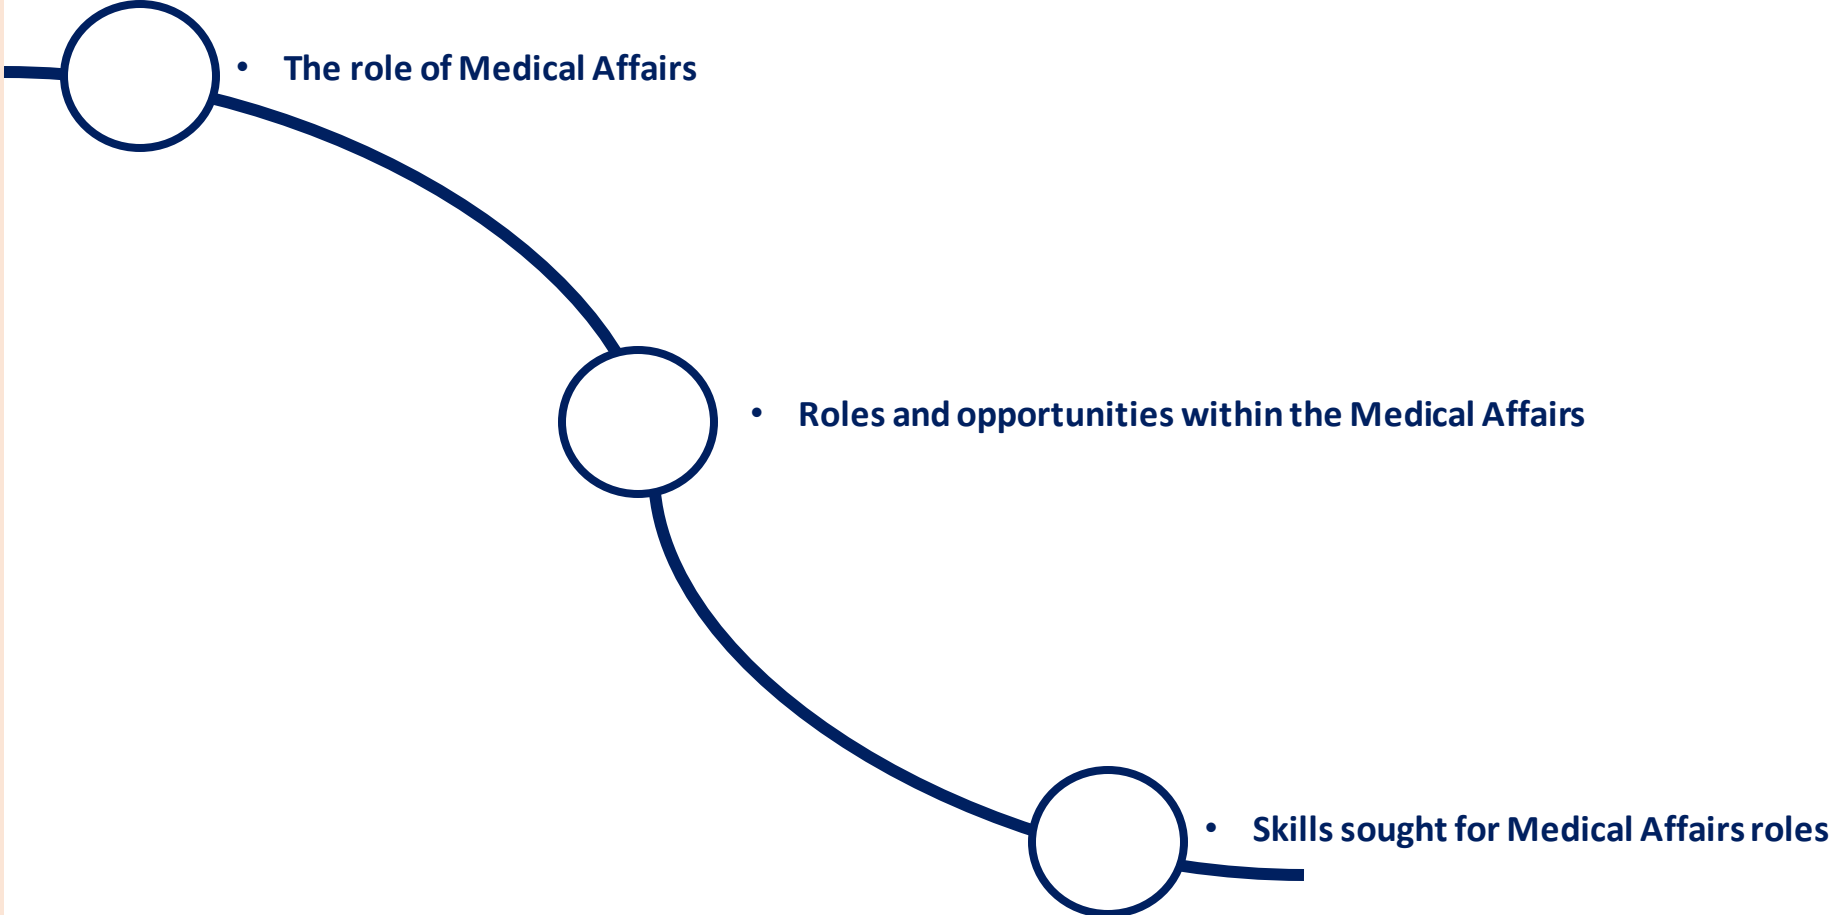 • The role of Medical Affairs
• Roles and opportunities within the Medical Affairs
• Skills sought for Medical Affairs roles